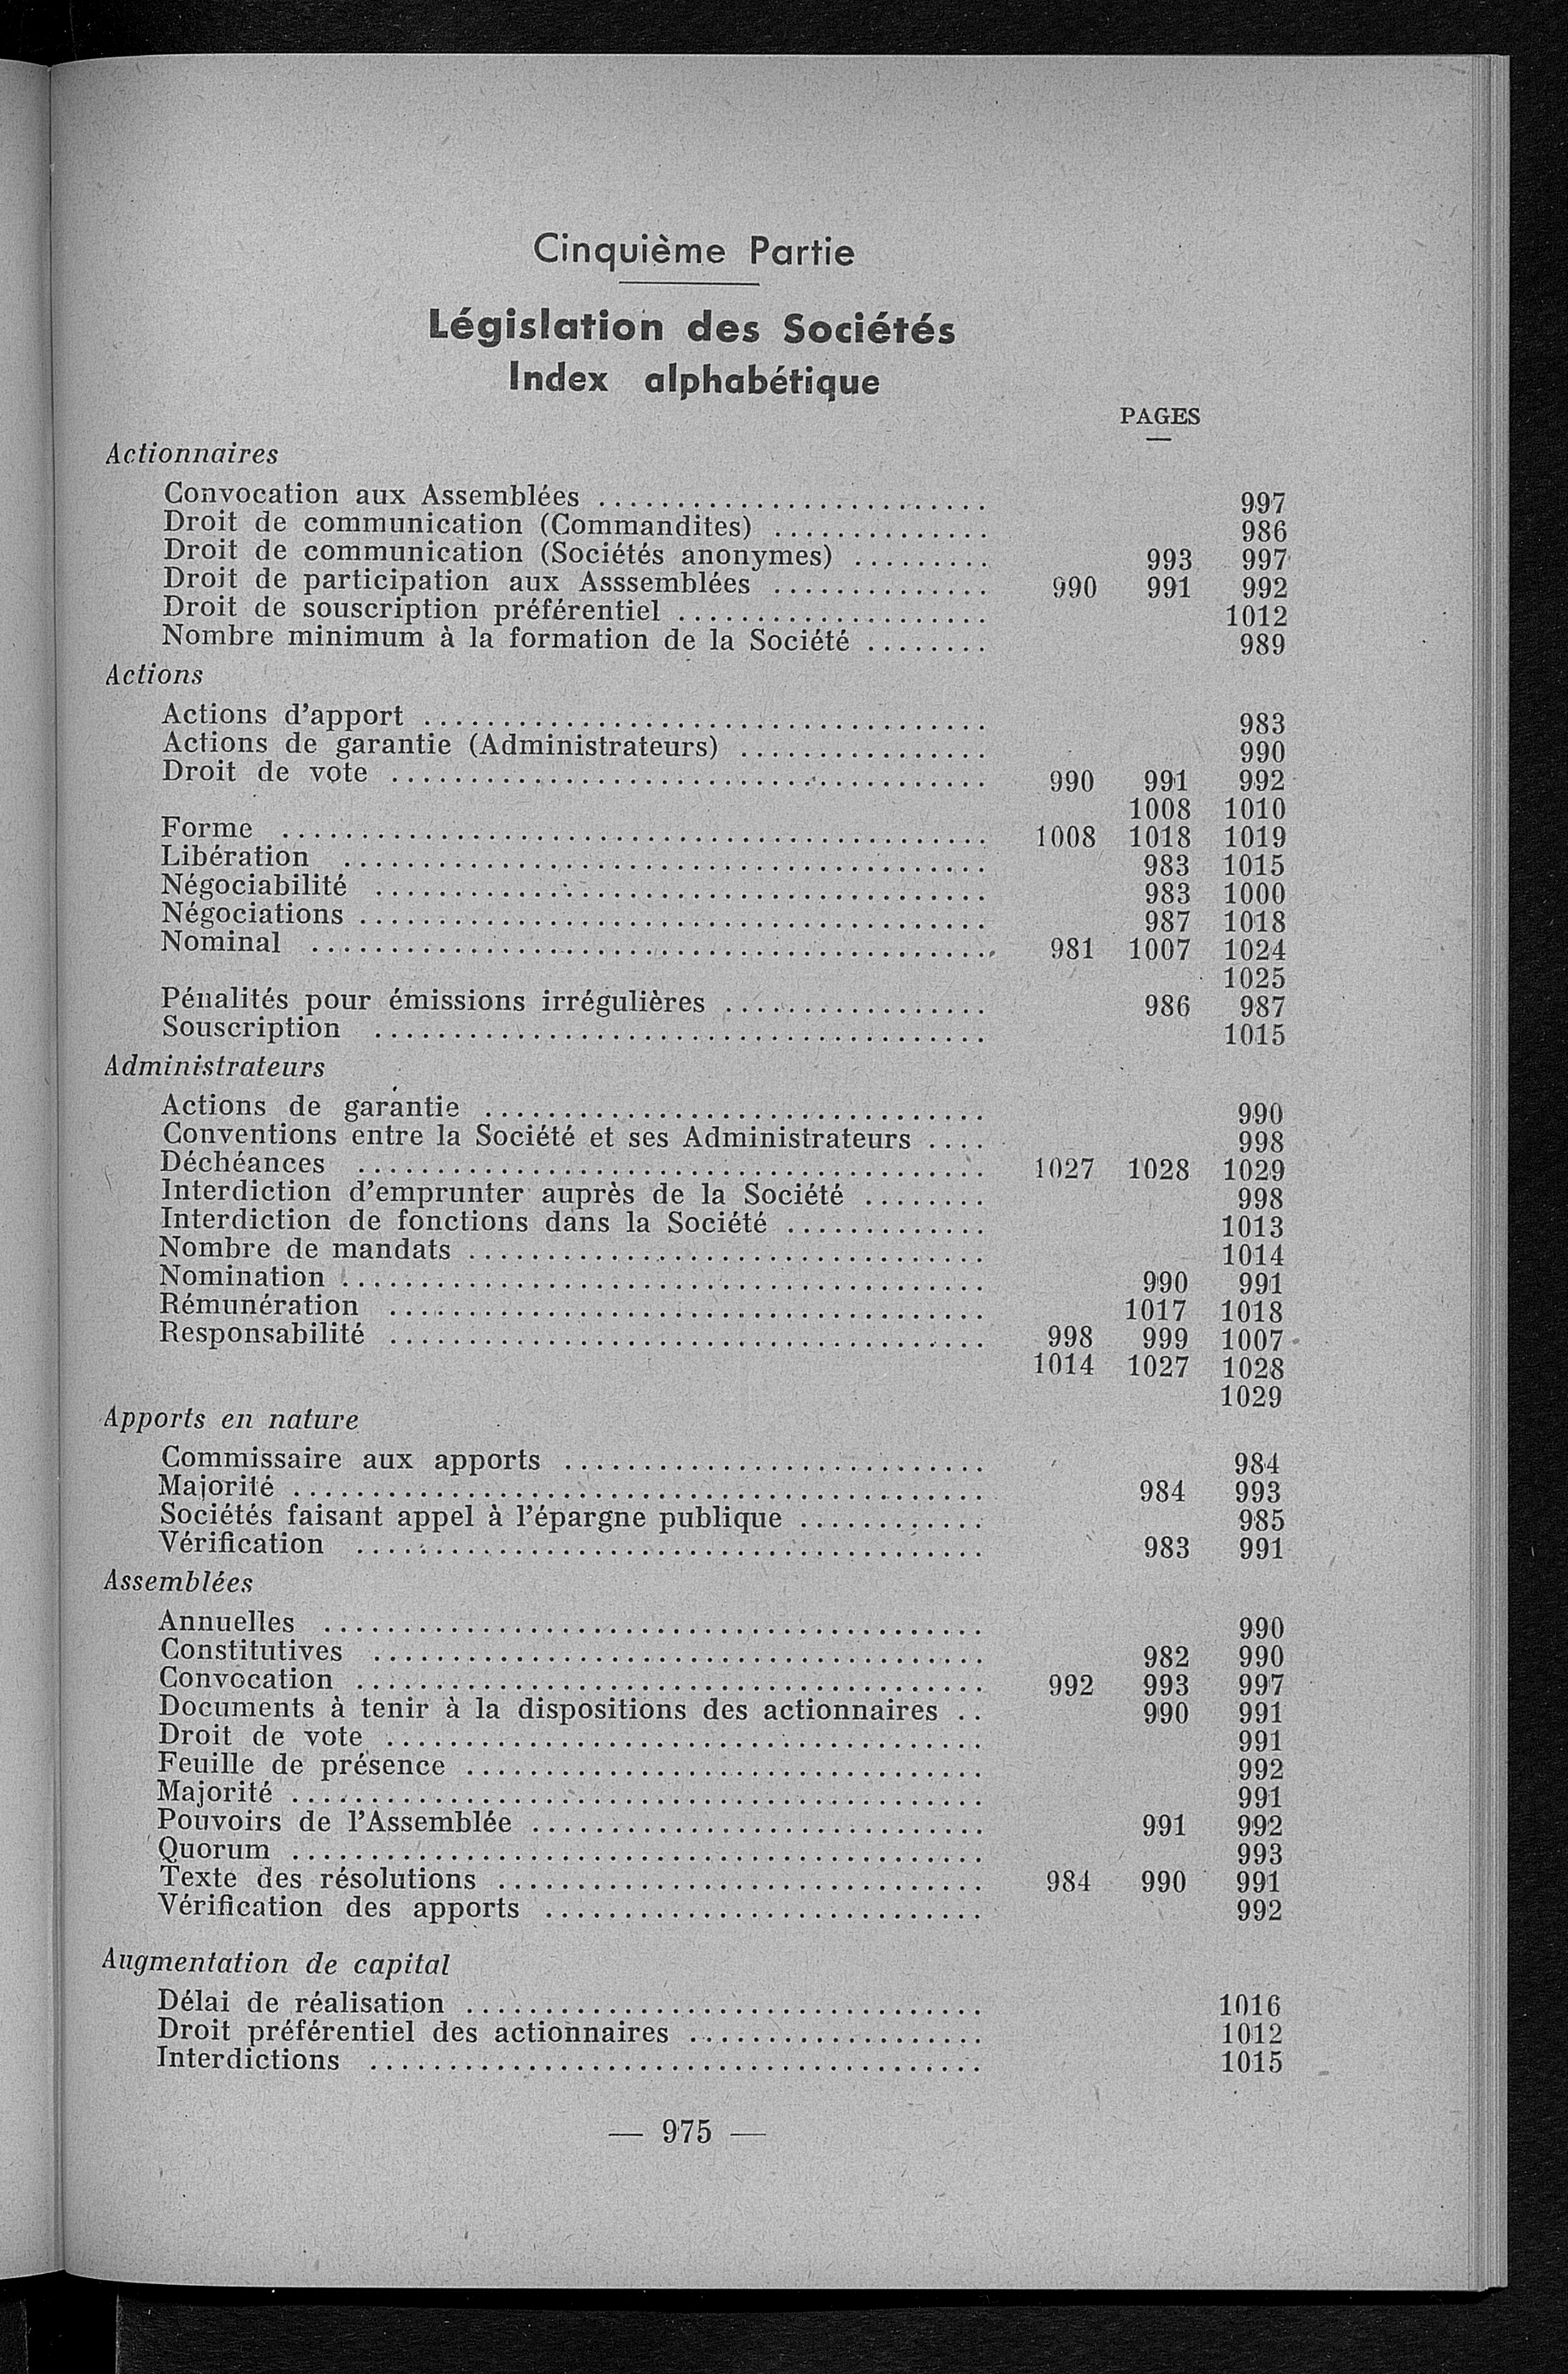 Cinquième Partie
Législation des Sociétés
Index alphabétique
PAGES
Actionnaires
Convocation aux Assemblées ......................... 997
Droit de communication (Commandites) .............. 986
Droit de communication (Sociétés anonymes) ......... 993 997
Droit de participation aux Asssemblées .............. 990 991 992
Droit de souscription préférentiel .................... 1012
Nombre minimum à la formation de la Société ........ 989
Actions
Actions d'apport .................................... 983
Actions de garantie (Administrateurs) ................ 990
Droit de vote ...................................... 990 991 992
1008 1010
Forme ............................................. 1008 1018 1019
Libération ......................................... 983 1015
Négociabilité ....................................... 983 1000
Négociations ........................................ 987 1018
Nominal ........................................... 981 1007 1024
1025
Pénalités pour émissions irrégulières ................. 986 987
Souscription ....................................... 1015
Administrateurs
Actions de garantie ................................ 990
Conventions entre la Société et ses Administrateurs .... 998
Déchéances ........................................ 1027 1028 1029
Interdiction d'emprunter auprès de la Société ........ 998
Interdiction de fonctions dans la Société ............. 1013
Nombre de mandats ................................. 1014
Nomination ......................................... 990 991
Rémunération ...................................... 1017 1018
Responsabilité ...................................... 998 999 1007
1014 1027 1028
1029
Apports en nature
Commissaire aux apports ........................... 984
Majorité ............................................ 984 993
Sociétés faisant appel à l'épargne publique ............ 985
Vérification ........................................ 983 991
Assemblées
Annuelles .......................................... 990
Constitutives ....................................... 982 990
Convocation ........................................ 992 993 997
Documents à tenir à la dispositions des actionnaires .. 990 991
Droit de vote ...................................... 991
Feuille de présence ................................. 992
Majorité ............................................ 991
Pouvoirs de l'Assemblée ............................. 991 992
Quorum ............................................ 993
Texte des résolutions ............................... 984 990 991
Vérification des apports ............................ 992
Augmentation de capital
Délai de réalisation ................................. 1016
Droit préférentiel des actionnaires ................... 1012
Interdictions ....................................... 1015
— 975 —